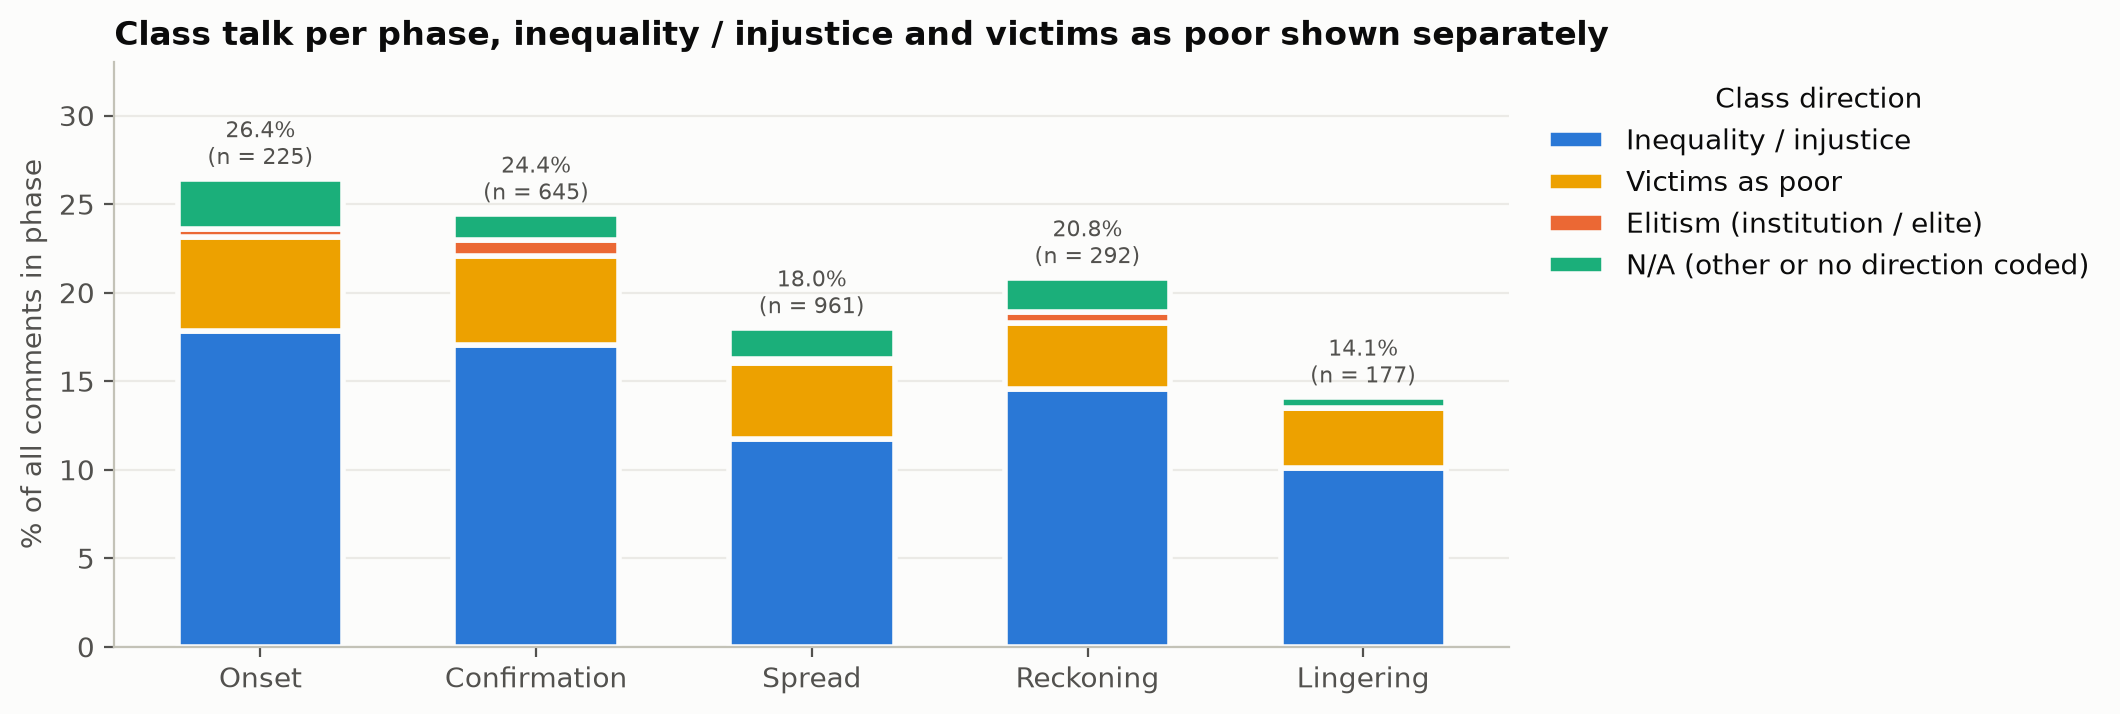 Class talk per phase, inequality / injustice and victims as poor shown separately
% of all comments in phase
30
25
20
15
10
5
0
26.4%
(n = 225)
24.4%
(n = 645)
18.0%
(n = 961)
20.8%
(n = 292)
14.1%
(n = 177)
Onset
Confirmation
Spread
Reckoning
Lingering
Class direction
Inequality / injustice
Victims as poor
Elitism (institution / elite)
N/A (other or no direction coded)